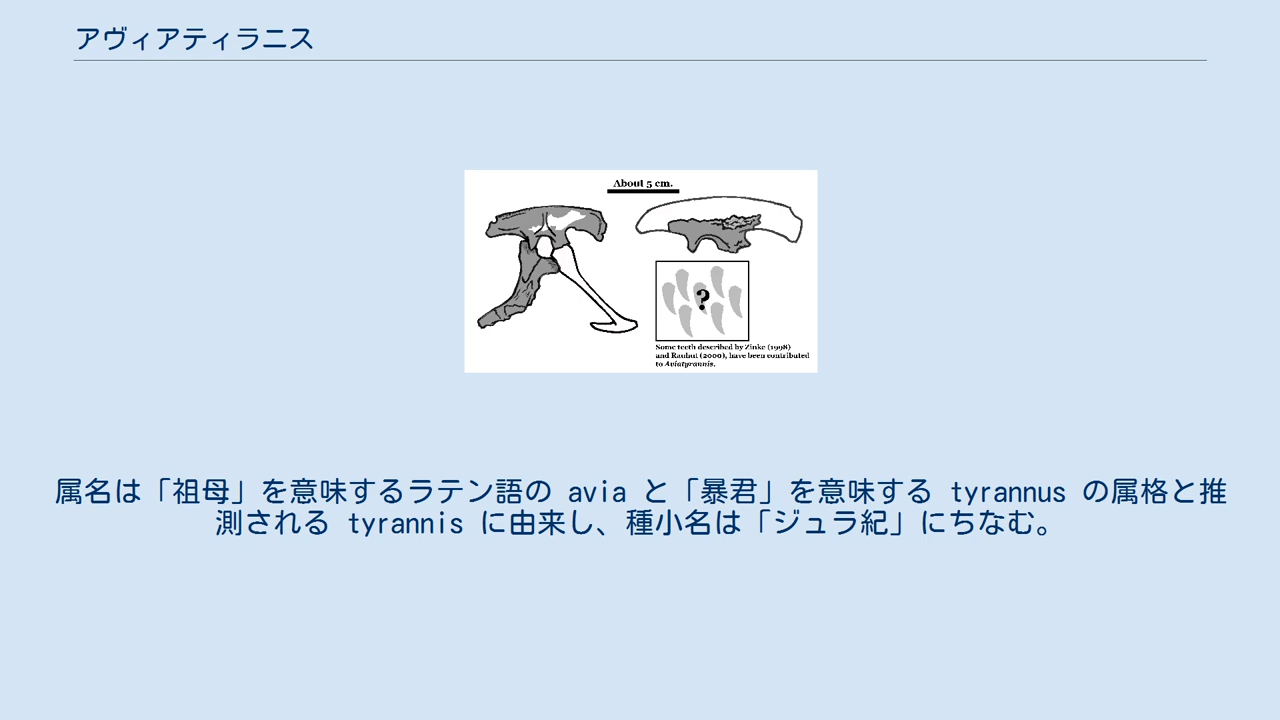 アヴィアティラニス
About 5 cm.
?
Some teeth described by Zinke (1998)
and Rauhut (2000), have been contributed
to Aviatyrannis.
属名は「祖母」を意味するラテン語の avia と「暴君」を意味する tyrannus の属格と推
測される tyrannis に由来し、種小名は「ジュラ紀」にちなむ。